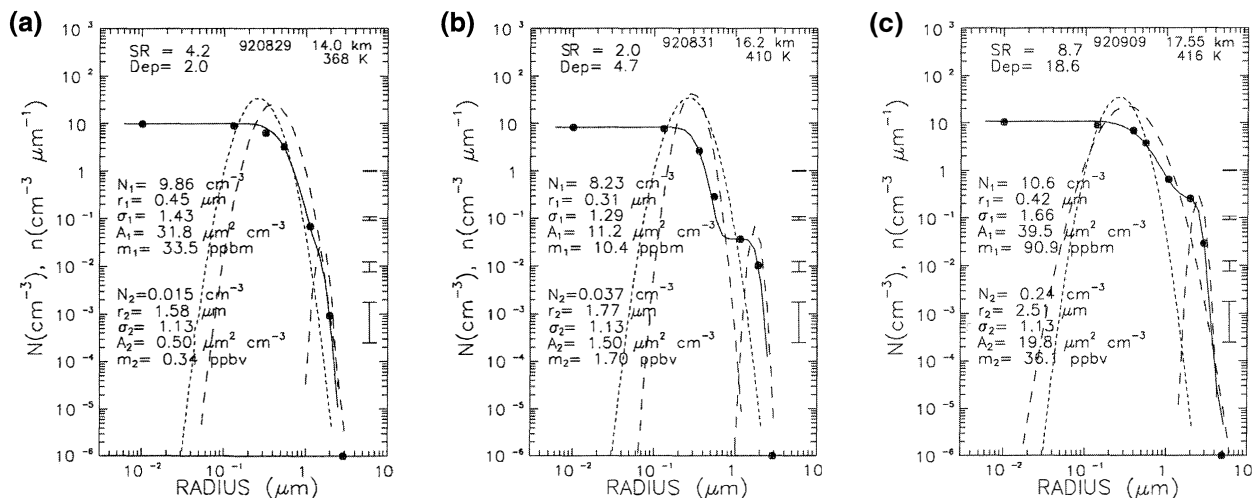 (a)
SR = 4.2 920829 14.0 km
Dep= 2.0 368 K
N(cm⁻³), n(cm⁻³ μm⁻¹)
10³
10²
10
1
10⁻¹
10⁻²
10⁻³
10⁻⁴
10⁻⁵
10⁻⁶
N₁= 9.86 cm⁻³
r₁= 0.45 μm
σ₁= 1.43
A₁= 31.8 μm² cm⁻³
m₁= 33.5 ppbm
N₂=0.015 cm⁻³
r₂= 1.58 μm
σ₂= 1.13
A₂= 0.50 μm² cm⁻³
m₂= 0.34 ppbv
10⁻² 10⁻¹ 1 10
RADIUS (μm)
(b)
SR = 2.0 920831 16.2 km
Dep= 4.7 410 K
N(cm⁻³), n(cm⁻³ μm⁻¹)
10³
10²
10
1
10⁻¹
10⁻²
10⁻³
10⁻⁴
10⁻⁵
10⁻⁶
N₁= 8.23 cm⁻³
r₁= 0.31 μm
σ₁= 1.29
A₁= 11.2 μm² cm⁻³
m₁= 10.4 ppbm
N₂=0.037 cm⁻³
r₂= 1.77 μm
σ₂= 1.13
A₂= 1.50 μm² cm⁻³
m₂= 1.70 ppbv
10⁻² 10⁻¹ 1 10
RADIUS (μm)
(c)
SR = 8.7 920909 17.55 km
Dep= 18.6 416 K
N(cm⁻³), n(cm⁻³ μm⁻¹)
10³
10²
10
1
10⁻¹
10⁻²
10⁻³
10⁻⁴
10⁻⁵
10⁻⁶
N₁= 10.6 cm⁻³
r₁= 0.42 μm
σ₁= 1.66
A₁= 39.5 μm² cm⁻³
m₁= 90.9 ppbm
N₂= 0.24 cm⁻³
r₂= 2.51 μm
σ₂= 1.13
A₂= 19.8 μm² cm⁻³
m₂= 36.1 ppbv
10⁻² 10⁻¹ 1 10
RADIUS (μm)